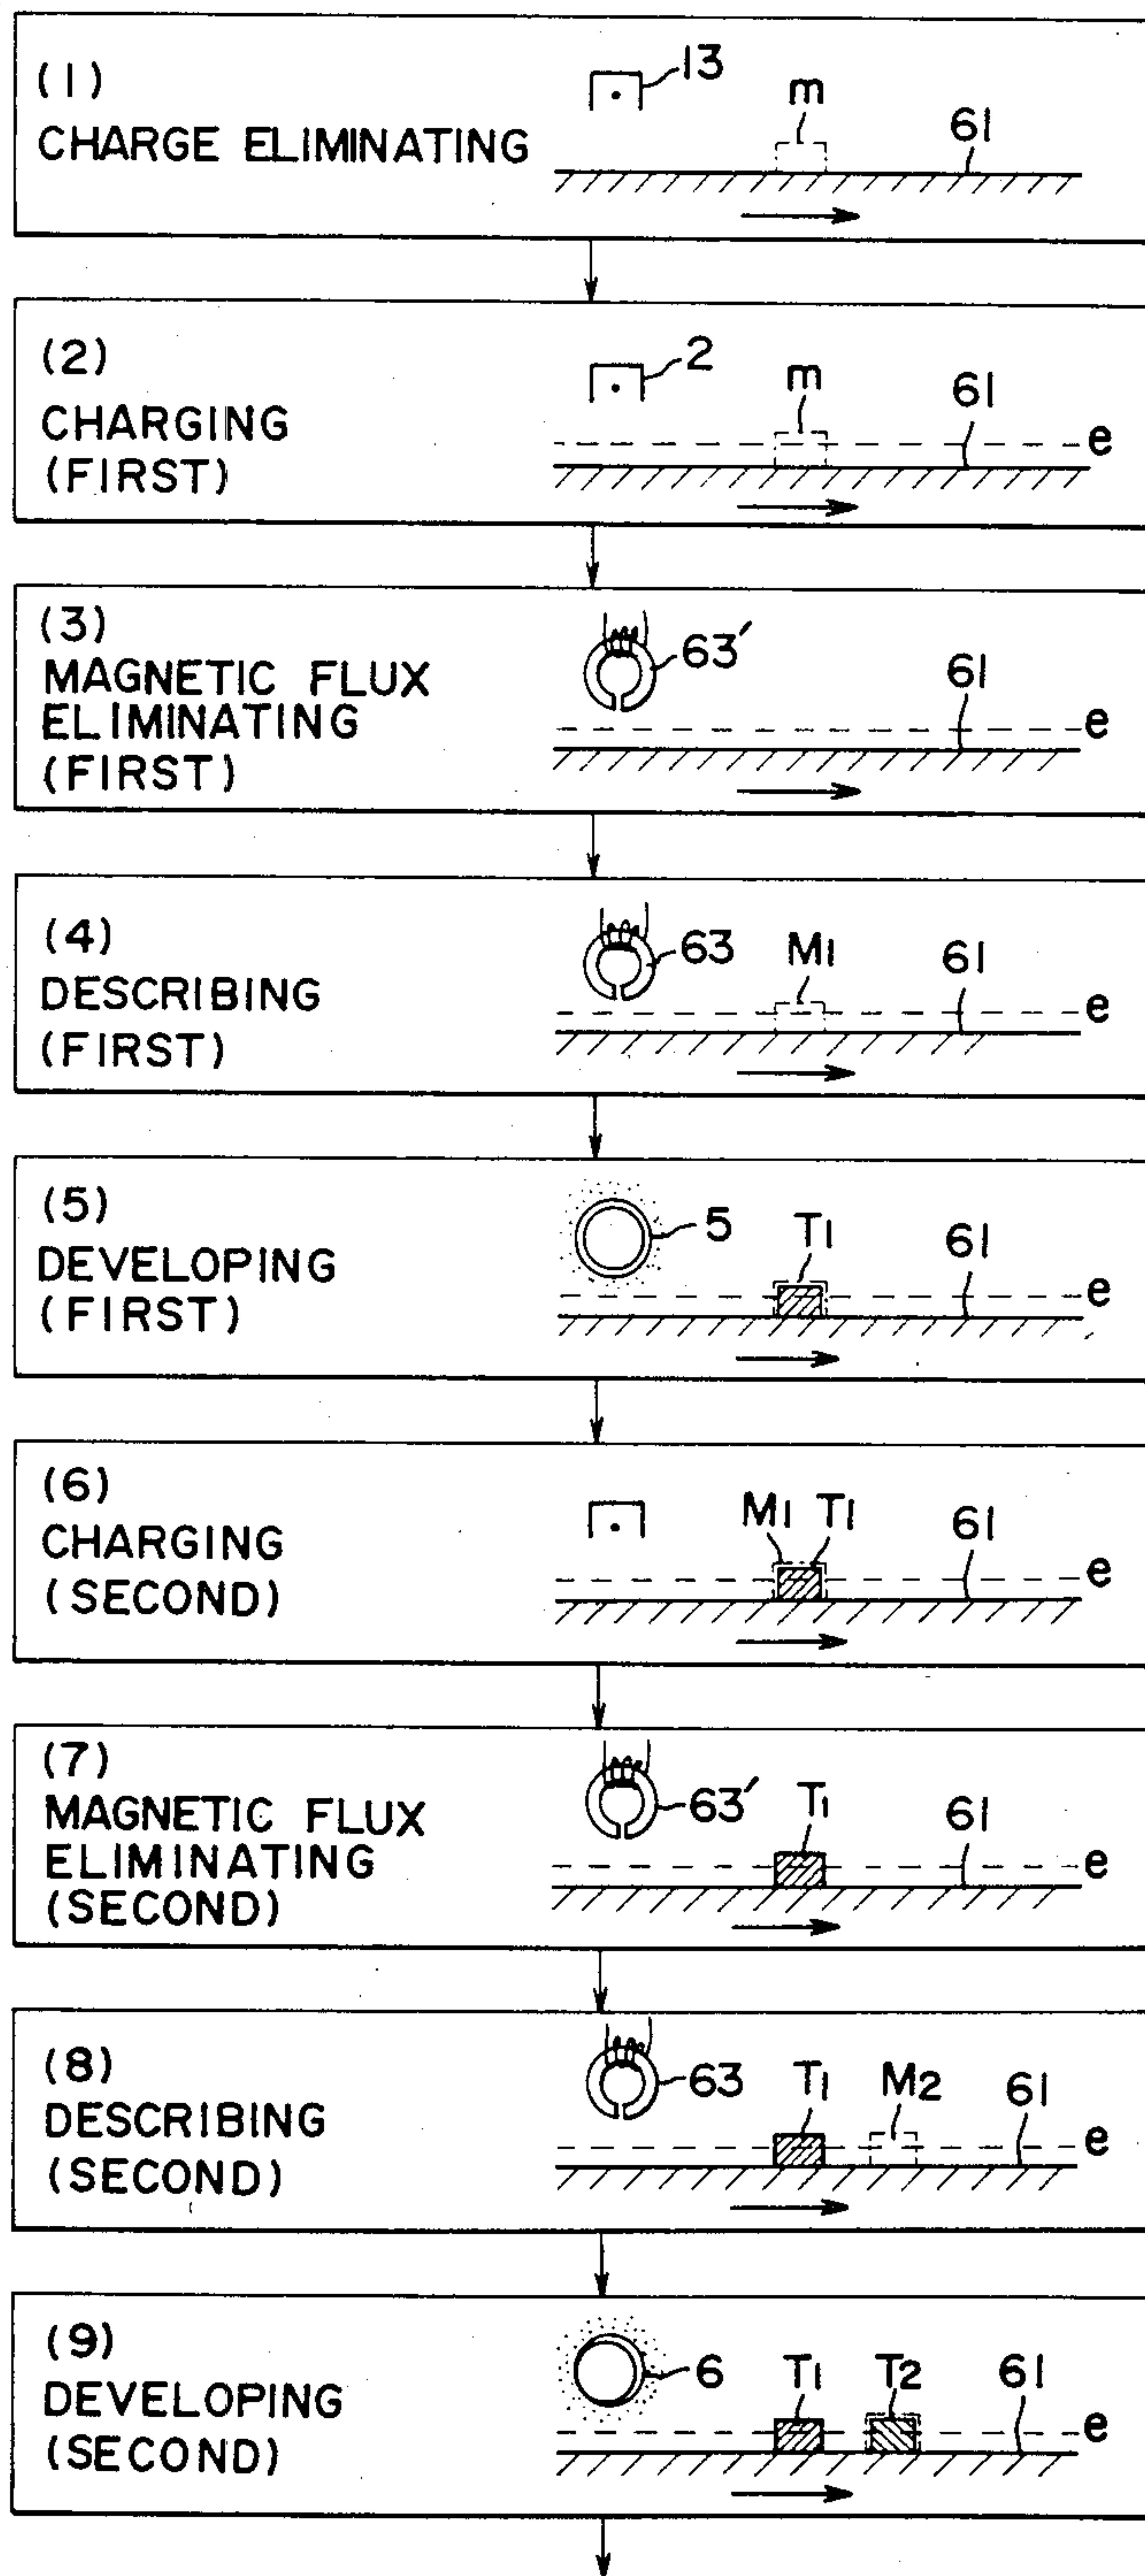 (1)
CHARGE ELIMINATING
13
m
61
(2)
CHARGING
(FIRST)
2
m
61
e
(3)
MAGNETIC FLUX
ELIMINATING
(FIRST)
63′
61
e
(4)
DESCRIBING
(FIRST)
63
M1
61
e
(5)
DEVELOPING
(FIRST)
5
T1
61
e
(6)
CHARGING
(SECOND)
M1 T1
61
e
(7)
MAGNETIC FLUX
ELIMINATING
(SECOND)
63′
T1
61
e
(8)
DESCRIBING
(SECOND)
63
T1
M2
61
e
(9)
DEVELOPING
(SECOND)
6
T1
T2
61
e